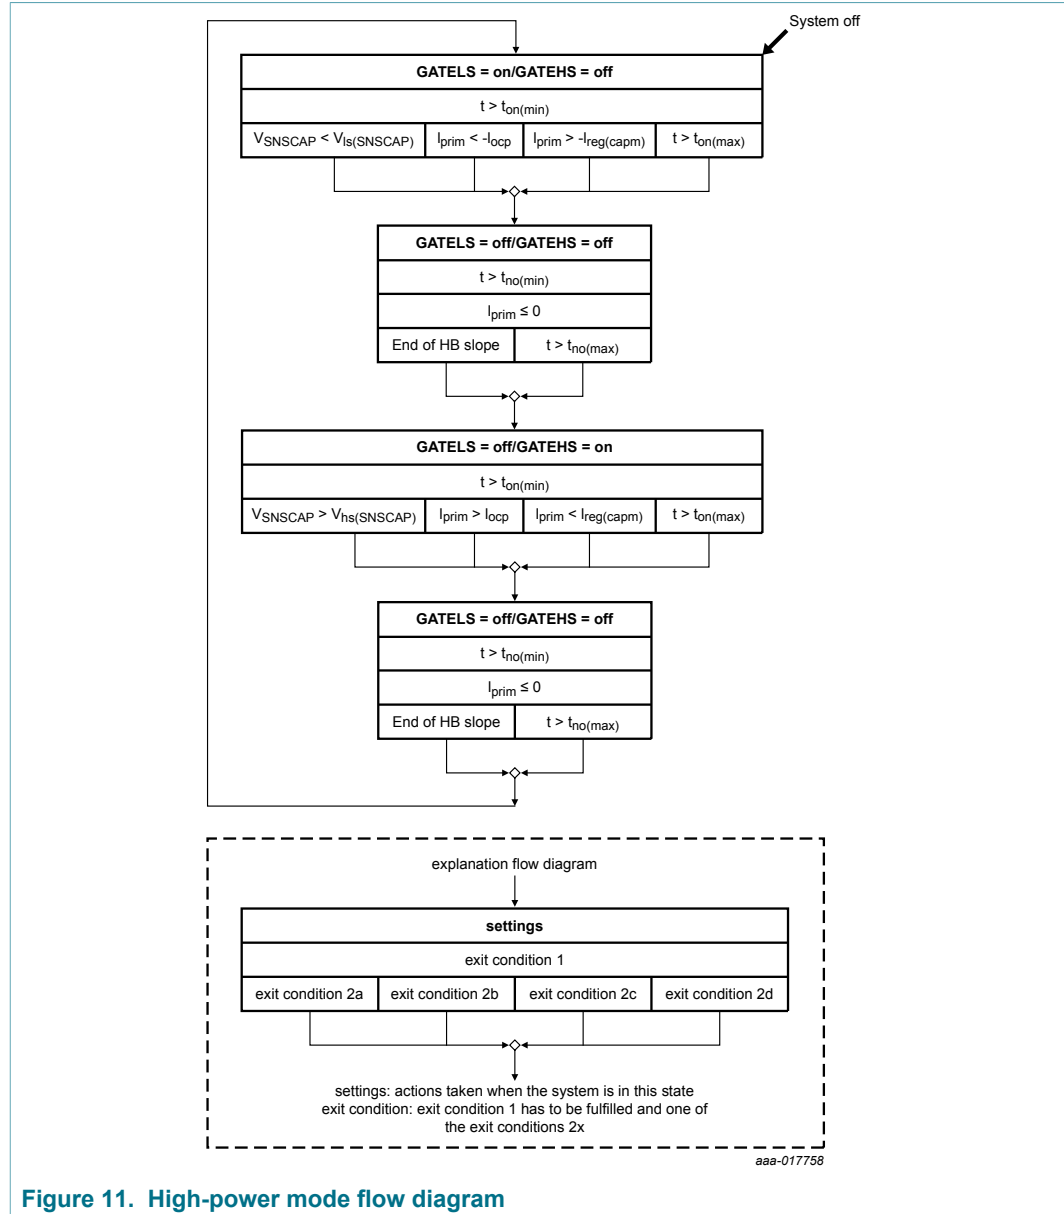 System off
GATELS = on/GATEHS = off
t > ton(min)
VSNSCAP < Vls(SNSCAP) Iprim < -Iocp Iprim > -Ireg(capm) t > ton(max)
GATELS = off/GATEHS = off
t > tno(min)
Iprim ≤ 0
End of HB slope t > tno(max)
GATELS = off/GATEHS = on
t > ton(min)
VSNSCAP > Vhs(SNSCAP) Iprim > Iocp Iprim < Ireg(capm) t > ton(max)
GATELS = off/GATEHS = off
t > tno(min)
Iprim ≤ 0
End of HB slope t > tno(max)
explanation flow diagram
settings
exit condition 1
exit condition 2a exit condition 2b exit condition 2c exit condition 2d
settings: actions taken when the system is in this state
exit condition: exit condition 1 has to be fulfilled and one of
the exit conditions 2x
aaa-017758
Figure 11. High-power mode flow diagram